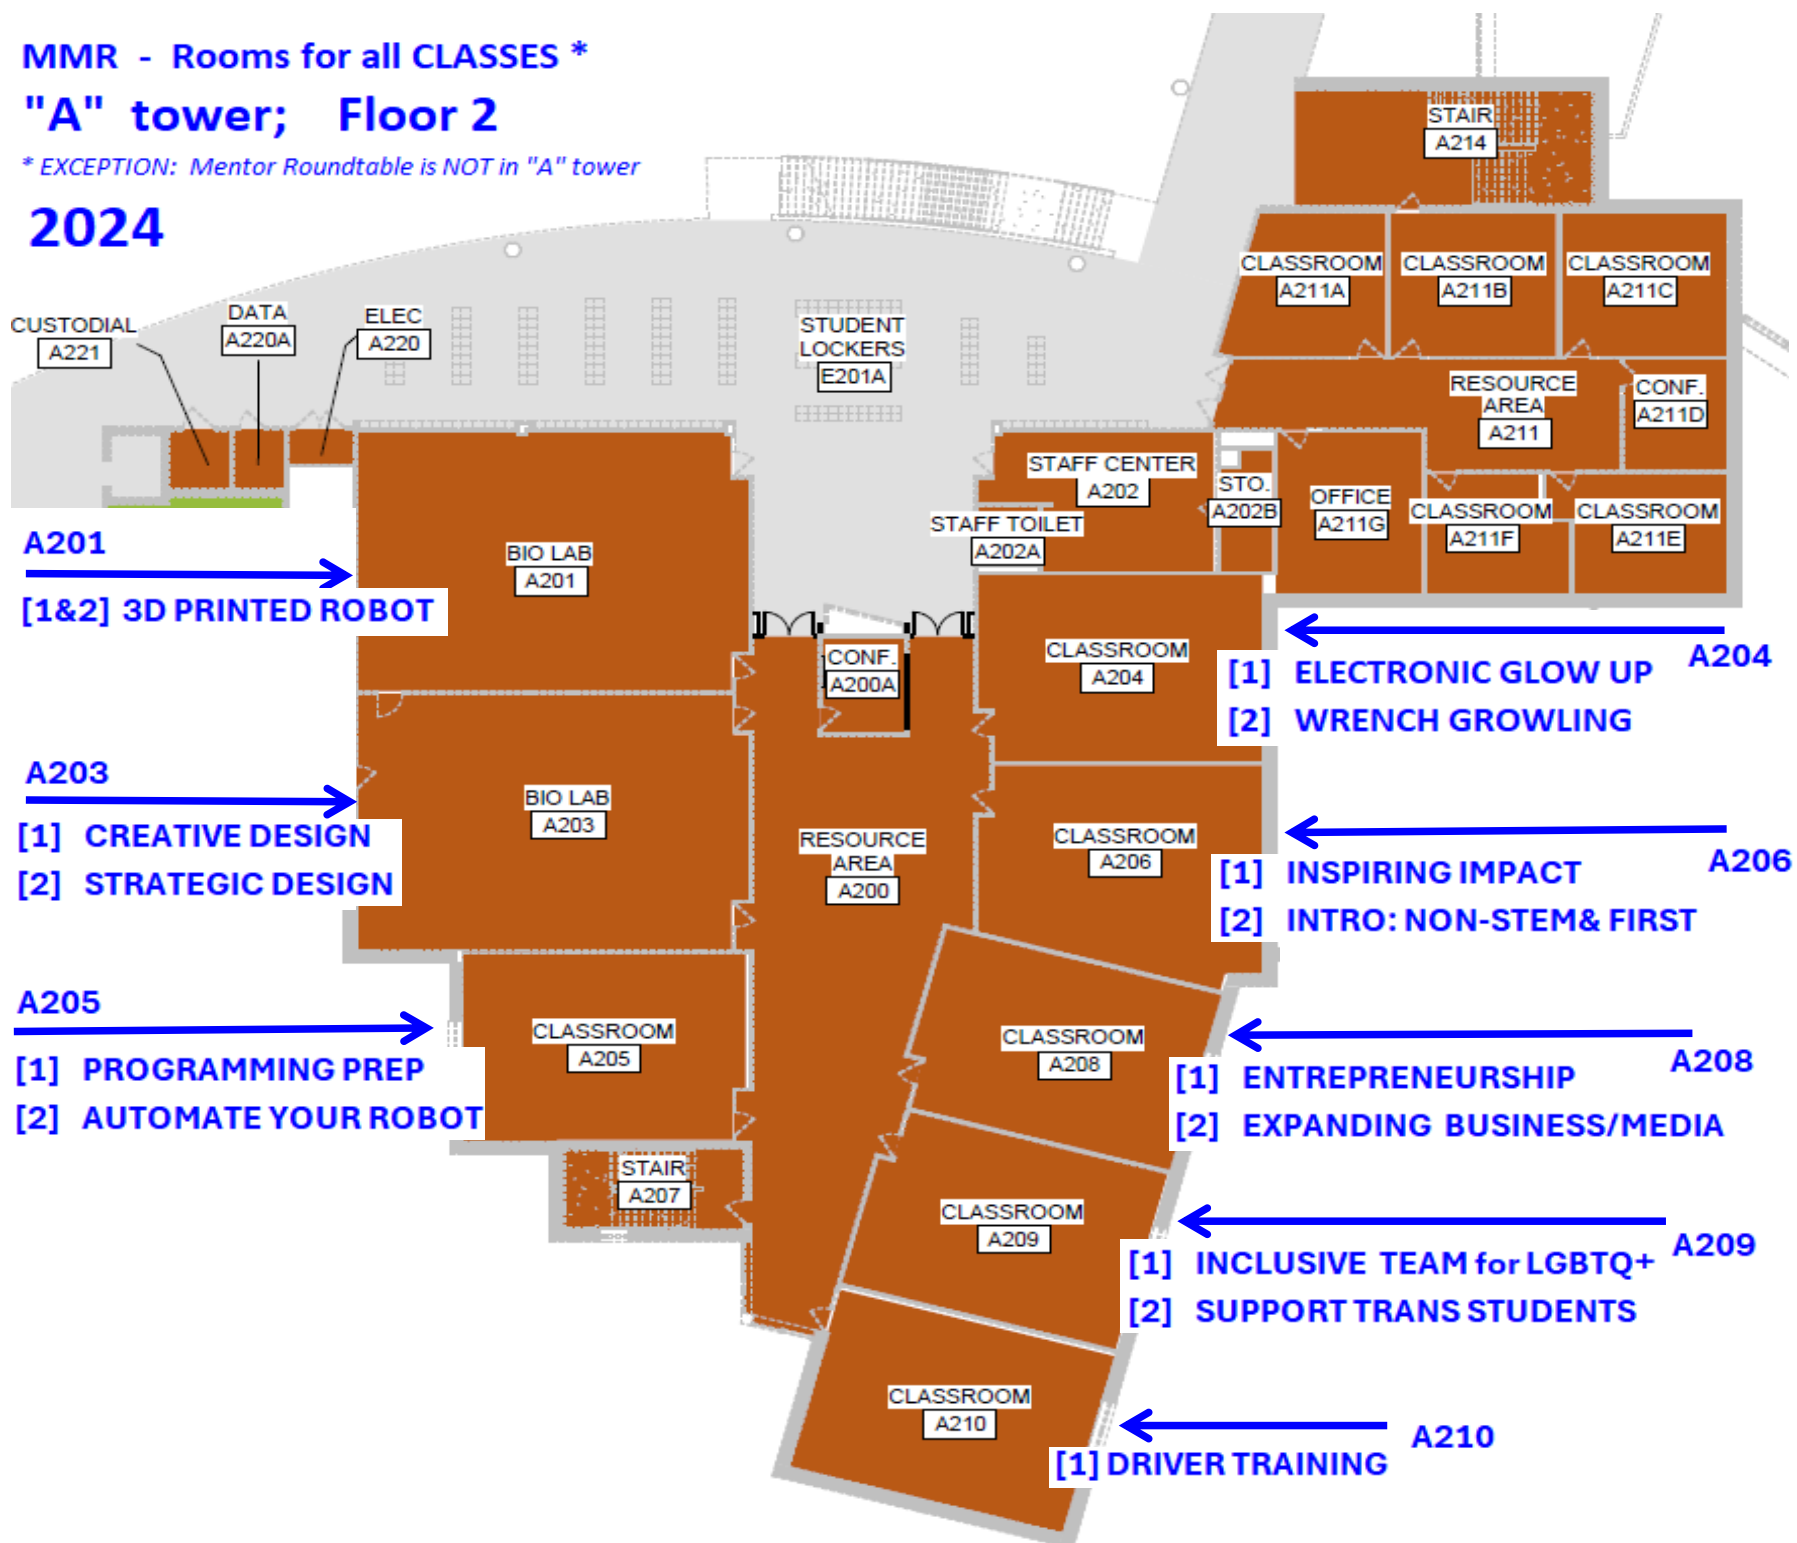 MMR - Rooms for all CLASSES *
"A" tower; Floor 2
* EXCEPTION: Mentor Roundtable is NOT in "A" tower
2024
STAIR
A214
CLASSROOM
A211A
CLASSROOM
A211B
CLASSROOM
A211C
CUSTODIAL
A221
DATA
A220A
ELEC
A220
STUDENT
LOCKERS
E201A
RESOURCE
AREA
A211
CONF.
A211D
STAFF CENTER
A202
STO.
A202B
OFFICE
A211G
CLASSROOM
A211F
CLASSROOM
A211E
STAFF TOILET
A202A
A201
[1&2] 3D PRINTED ROBOT
BIO LAB
A201
CONF.
A200A
CLASSROOM
A204
A204
[1] ELECTRONIC GLOW UP
[2] WRENCH GROWLING
A203
[1] CREATIVE DESIGN
[2] STRATEGIC DESIGN
BIO LAB
A203
RESOURCE
AREA
A200
CLASSROOM
A206
A206
[1] INSPIRING IMPACT
[2] INTRO: NON-STEM& FIRST
A205
[1] PROGRAMMING PREP
[2] AUTOMATE YOUR ROBOT
CLASSROOM
A205
CLASSROOM
A208
A208
[1] ENTREPRENEURSHIP
[2] EXPANDING BUSINESS/MEDIA
STAIR
A207
CLASSROOM
A209
A209
[1] INCLUSIVE TEAM for LGBTQ+
[2] SUPPORT TRANS STUDENTS
CLASSROOM
A210
A210
[1] DRIVER TRAINING